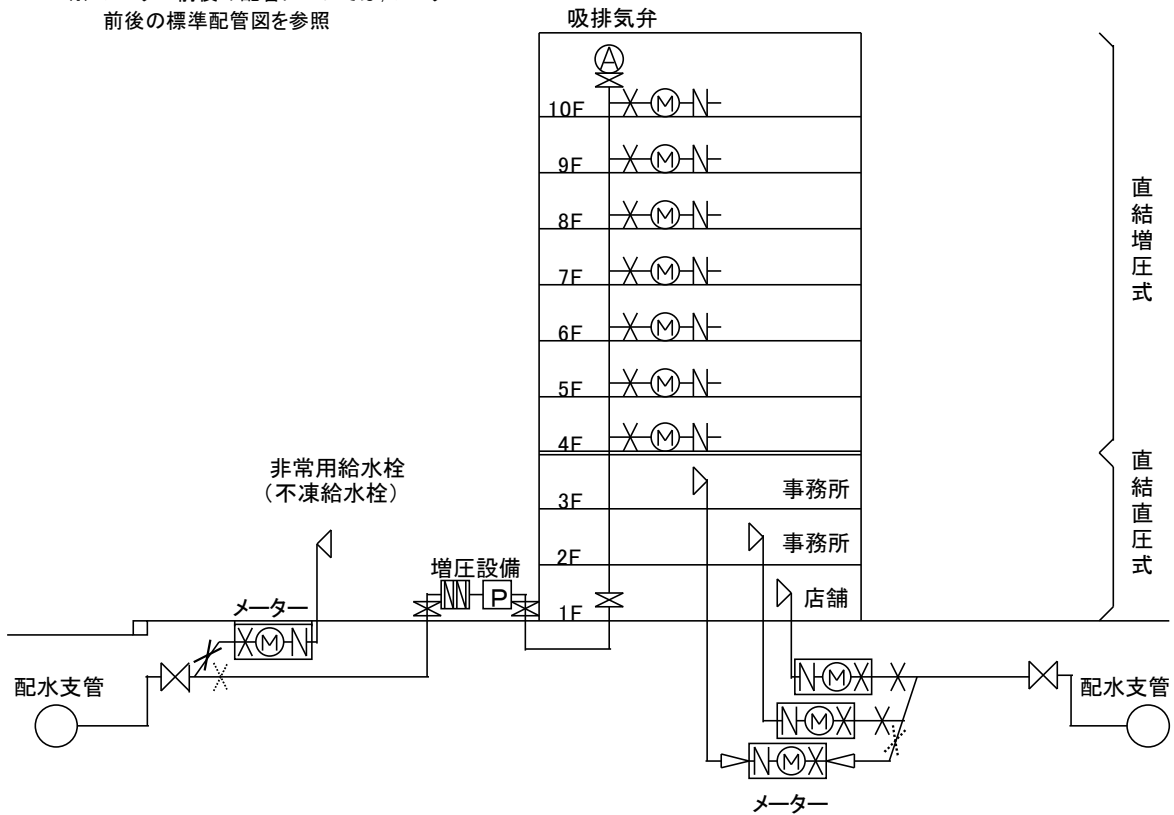 前後の標準配管図を参照
吸排気弁
A
10F
M
N
9F
M
N
8F
M
N
7F
M
N
6F
M
N
5F
M
N
4F
M
N
3F
事務所
2F
事務所
1F
店舗
直結増圧式
直結直圧式
非常用給水栓
(不凍給水栓)
増圧設備
P
メーター
M
N
配水支管
N
M
N
M
N
M
メーター
配水支管